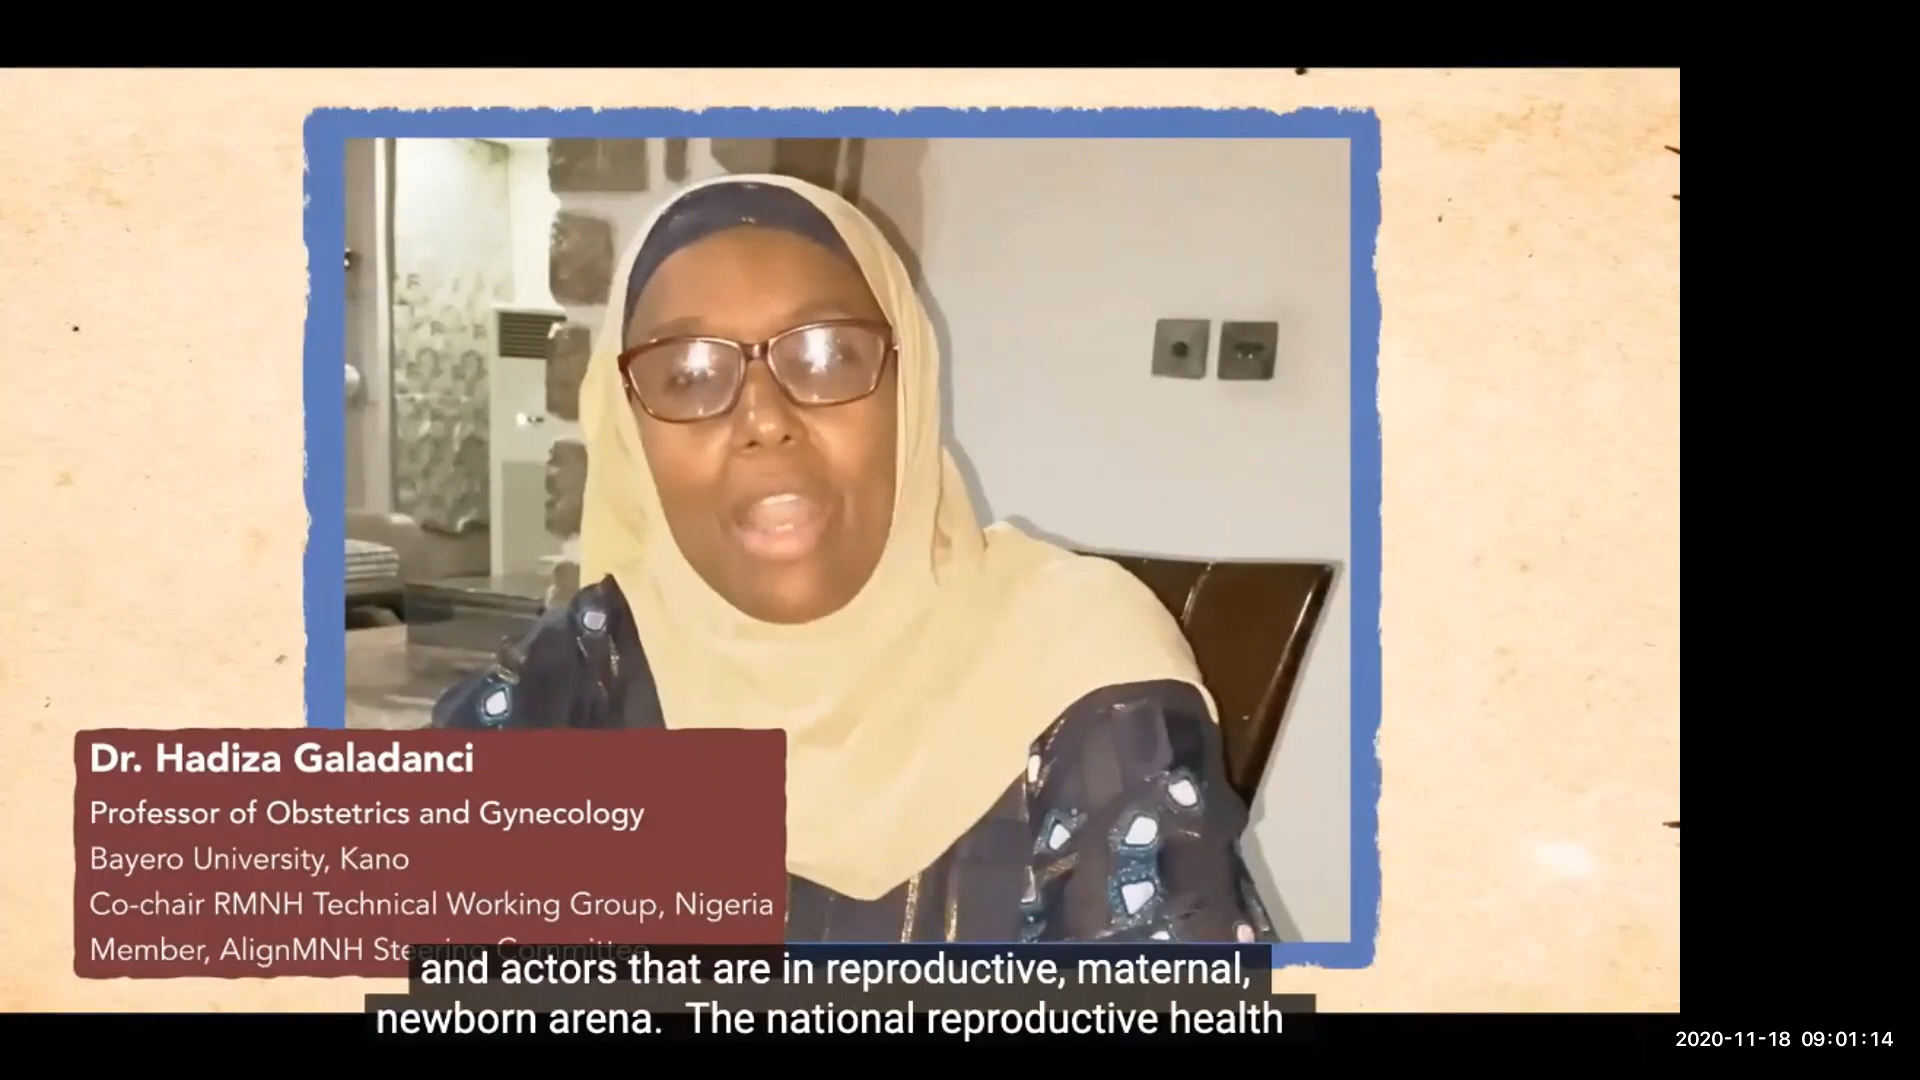 Dr. Hadiza Galadanci
Professor of Obstetrics and Gynecology
Bayero University, Kano
Co-chair RMNH Technical Working Group, Nigeria
Member, AlignMNH Steering Committee
and actors that are in reproductive, maternal,
newborn arena.  The national reproductive health
2020-11-18 09:01:14